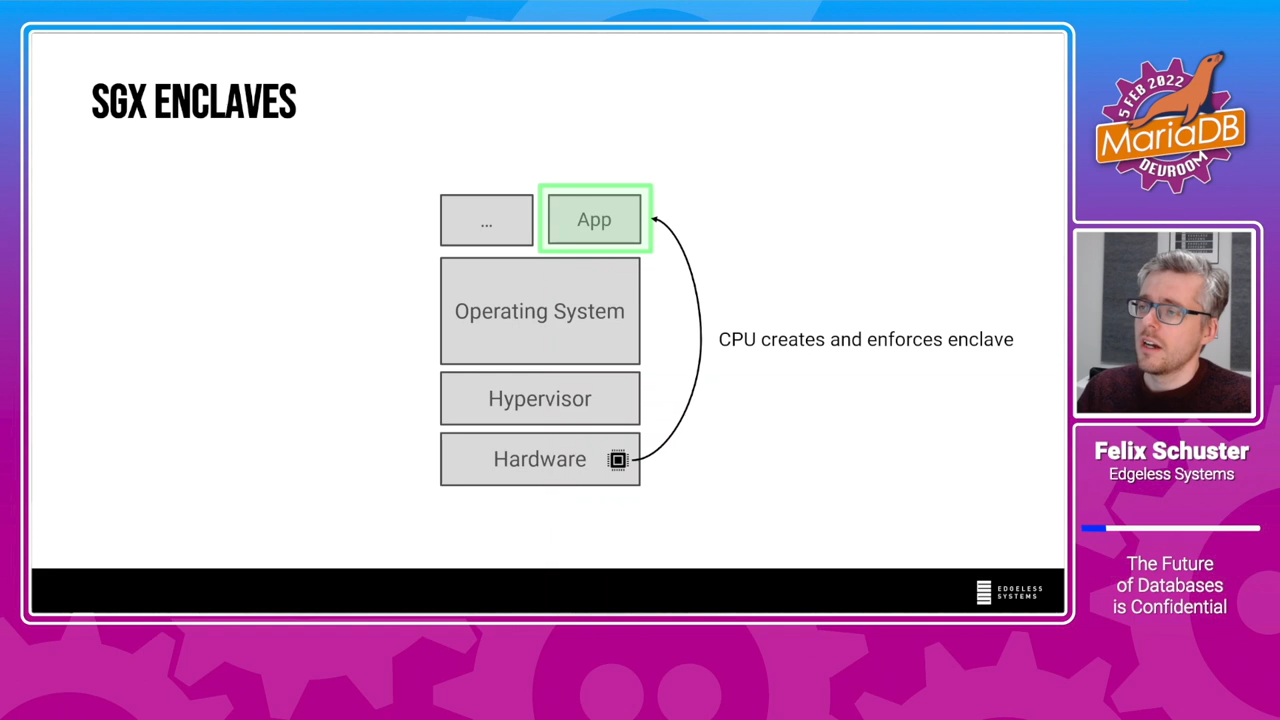 SGX ENCLAVES
...
App
Operating System
Hypervisor
Hardware
CPU creates and enforces enclave
EDGELESS
SYSTEMS
5 FEB 2022
MariaDB
DEVROOM
Felix Schuster
Edgeless Systems
The Future
of Databases
is Confidential